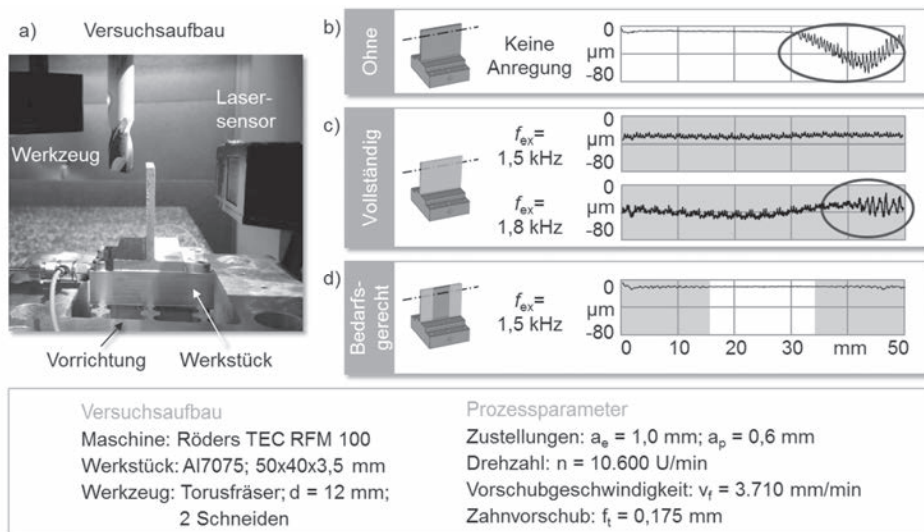 a) Versuchsaufbau
Werkzeug
Laser-
sensor
Vorrichtung
Werkstück
b)
Ohne
Keine
Anregung
0
µm
-80
c)
Vollständig
fex=
1,5 kHz
0
µm
-80
fex=
1,8 kHz
0
µm
-80
d)
Bedarfs-
gerecht
fex=
1,5 kHz
0
µm
-80
0 10 20 30 mm 50
Versuchsaufbau
Maschine: Röders TEC RFM 100
Werkstück: Al7075; 50x40x3,5 mm
Werkzeug: Torusfräser; d = 12 mm;
2 Schneiden
Prozessparameter
Zustellungen: ae = 1,0 mm; ap = 0,6 mm
Drehzahl: n = 10.600 U/min
Vorschubgeschwindigkeit: vf = 3.710 mm/min
Zahnvorschub: ft = 0,175 mm